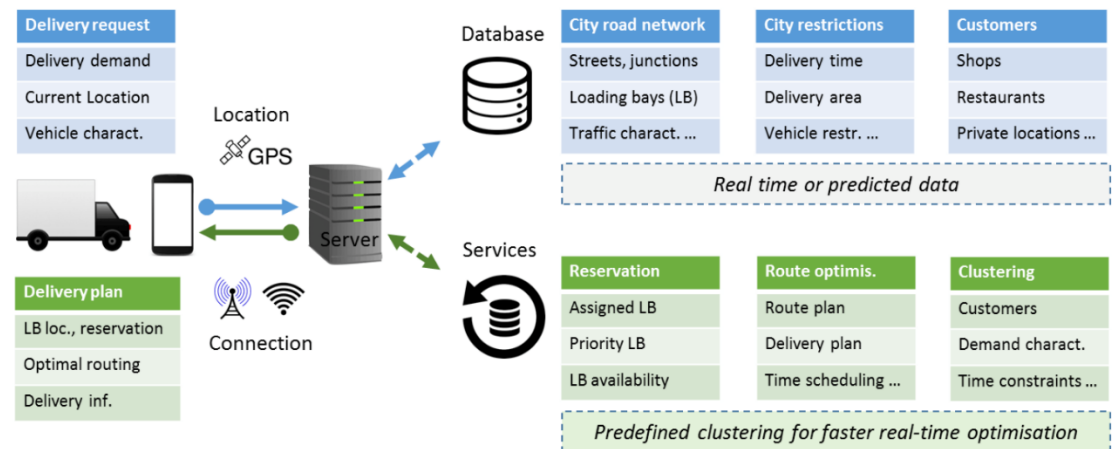 Delivery request
Delivery demand
Current Location
Vehicle charact.
Location
GPS
Server
Connection
Delivery plan
LB loc., reservation
Optimal routing
Delivery inf.
Database
City road network
Streets, junctions
Loading bays (LB)
Traffic charact. ...
City restrictions
Delivery time
Delivery area
Vehicle restr. ...
Customers
Shops
Restaurants
Private locations ...
Real time or predicted data
Services
Reservation
Assigned LB
Priority LB
LB availability
Route optimis.
Route plan
Delivery plan
Time scheduling ...
Clustering
Customers
Demand charact.
Time constraints ...
Predefined clustering for faster real-time optimisation